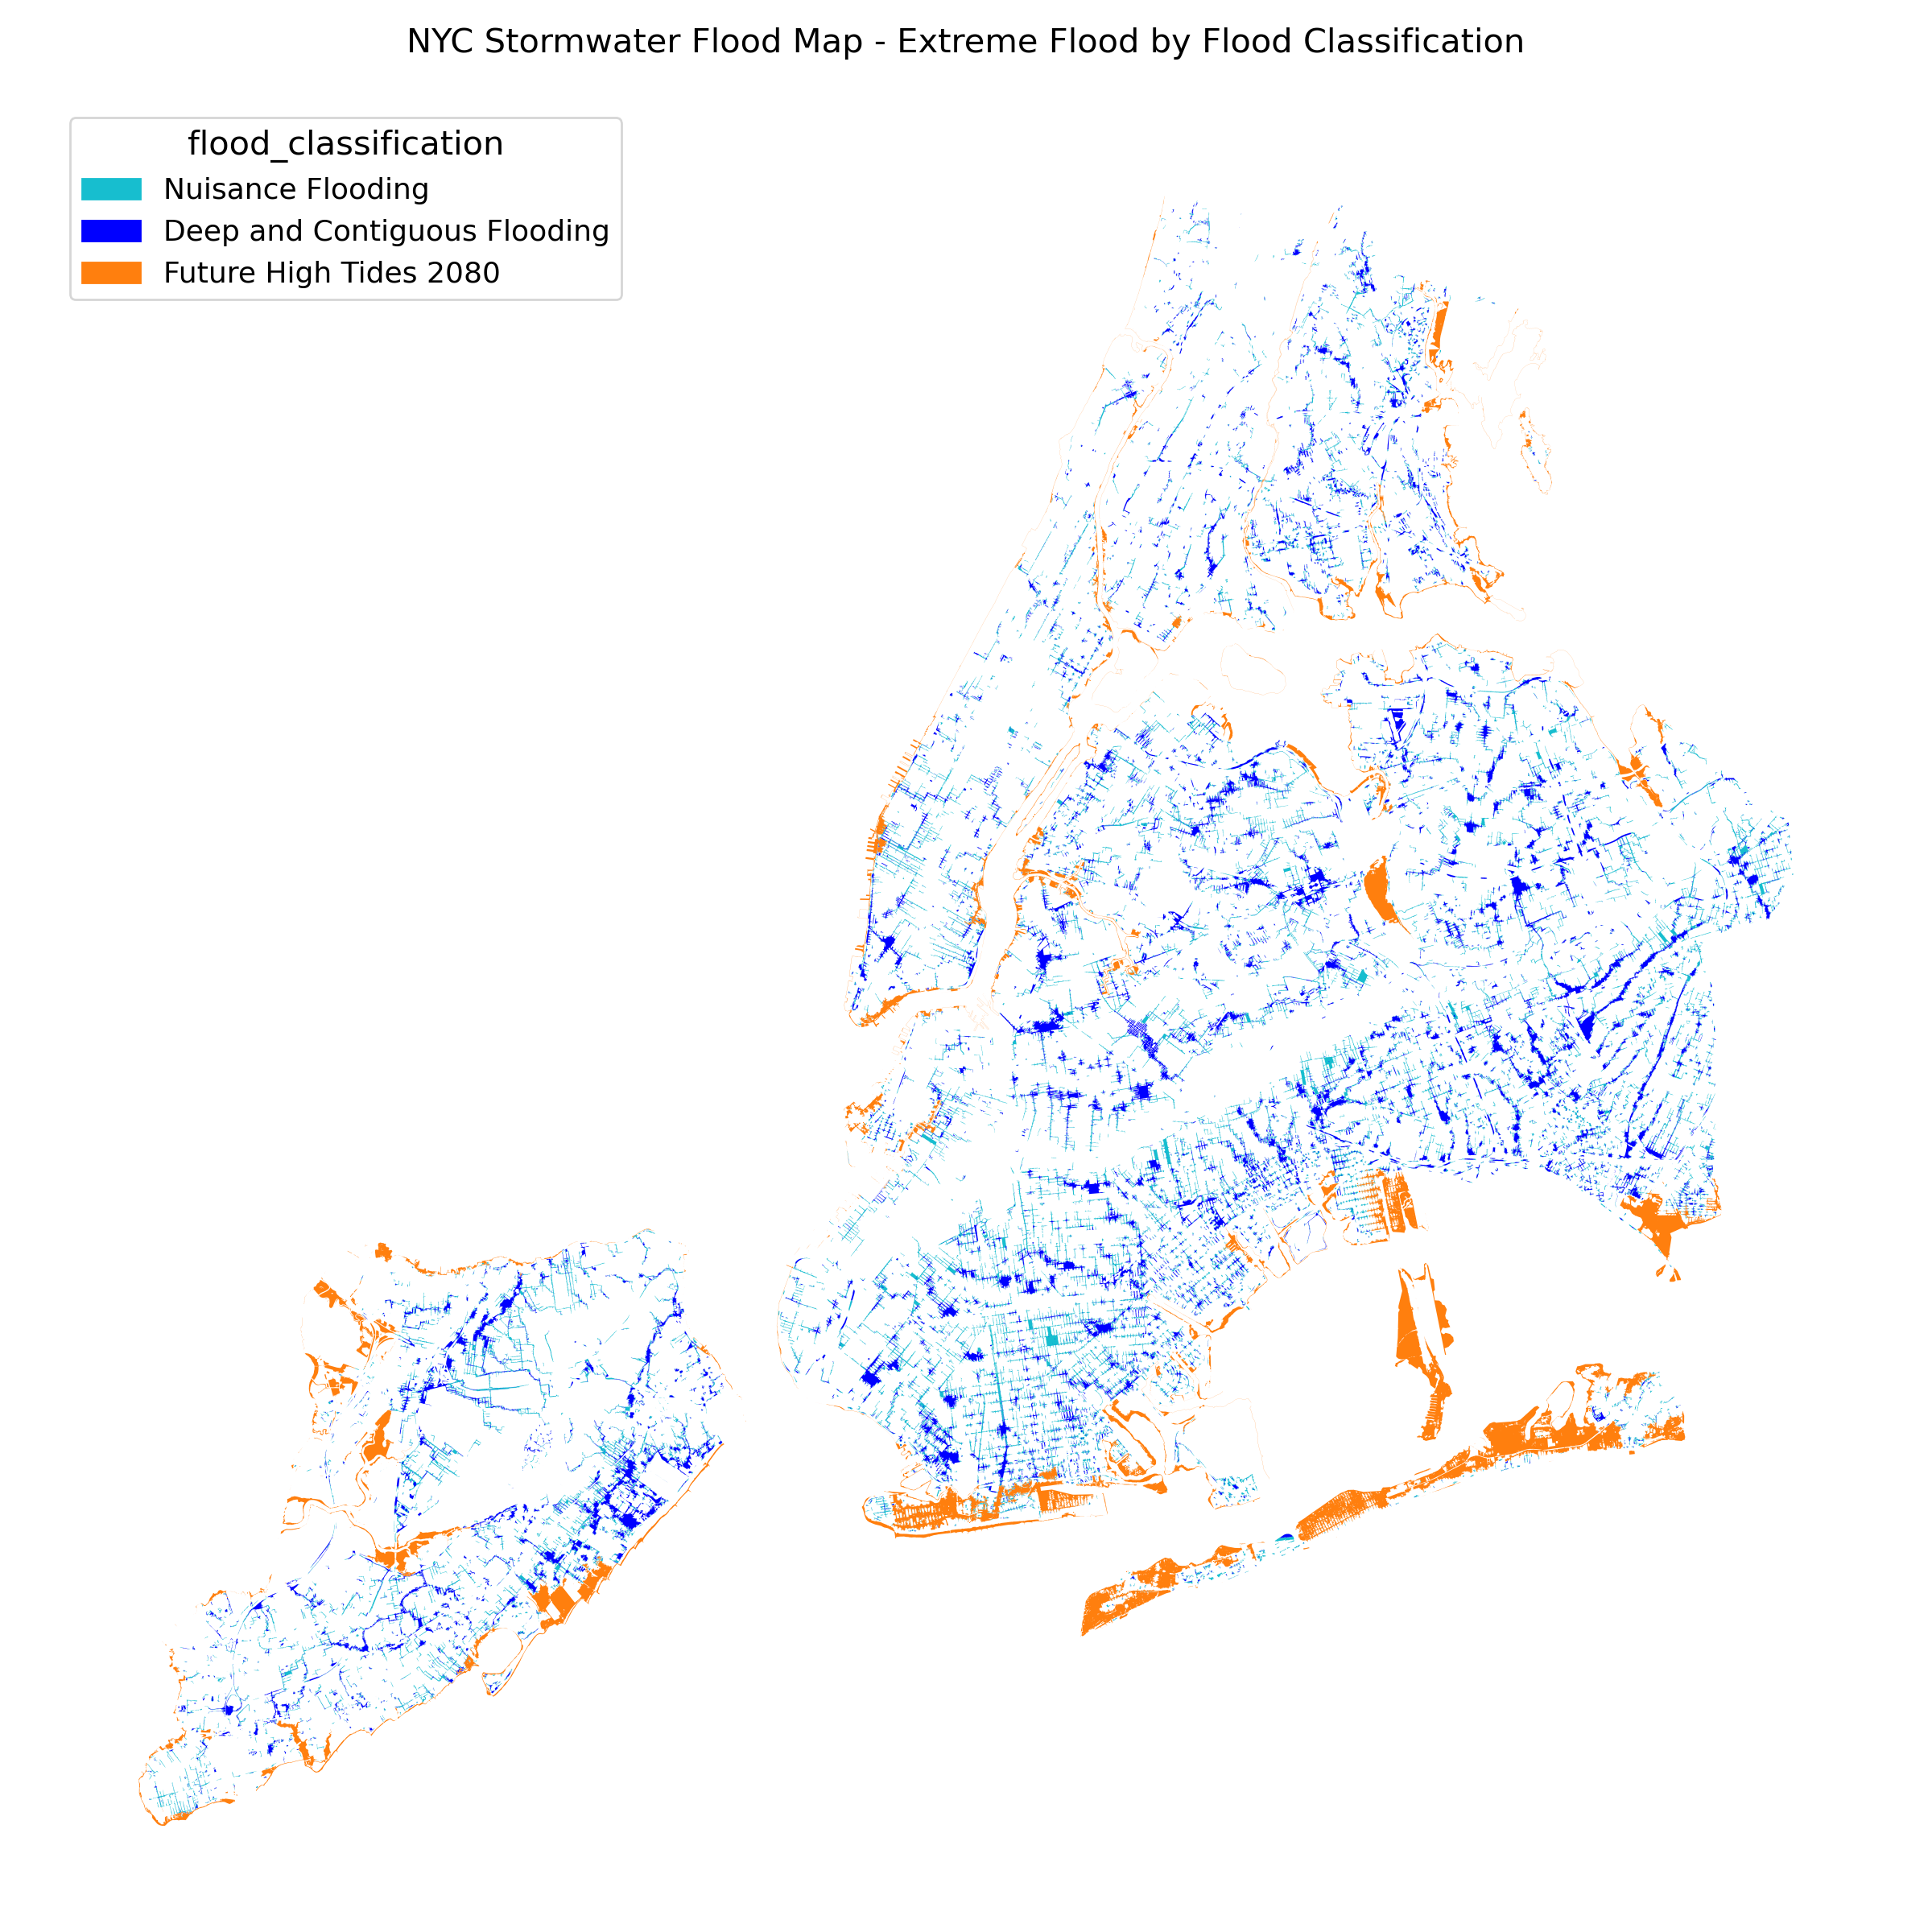 NYC Stormwater Flood Map - Extreme Flood by Flood Classification
flood_classification
Nuisance Flooding
Deep and Contiguous Flooding
Future High Tides 2080